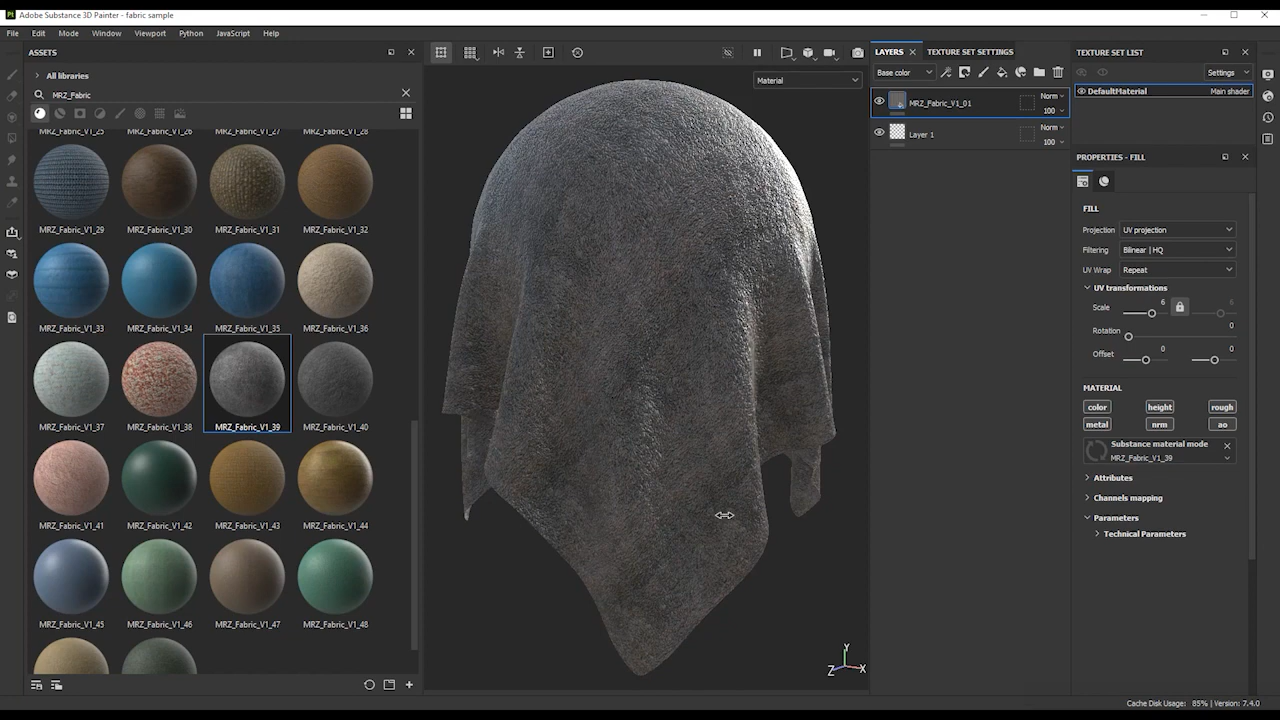 Pt Adobe Substance 3D Painter - fabric sample
File Edit Mode Window Viewport Python JavaScript Help
ASSETS
All libraries
MRZ_Fabric
MRZ_Fabric_V1_25 MRZ_Fabric_V1_26 MRZ_Fabric_V1_27 MRZ_Fabric_V1_28
MRZ_Fabric_V1_29 MRZ_Fabric_V1_30 MRZ_Fabric_V1_31 MRZ_Fabric_V1_32
MRZ_Fabric_V1_33 MRZ_Fabric_V1_34 MRZ_Fabric_V1_35 MRZ_Fabric_V1_36
MRZ_Fabric_V1_37 MRZ_Fabric_V1_38 MRZ_Fabric_V1_39 MRZ_Fabric_V1_40
MRZ_Fabric_V1_41 MRZ_Fabric_V1_42 MRZ_Fabric_V1_43 MRZ_Fabric_V1_44
MRZ_Fabric_V1_45 MRZ_Fabric_V1_46 MRZ_Fabric_V1_47 MRZ_Fabric_V1_48
Material
Y
Z X
LAYERS TEXTURE SET SETTINGS
Base color
MRZ_Fabric_V1_01 Norm
100
Layer 1 Norm
100
TEXTURE SET LIST
Settings
DefaultMaterial Main shader
PROPERTIES - FILL
FILL
Projection UV projection
Filtering Bilinear | HQ
UV Wrap Repeat
UV transformations
Scale 6 6
Rotation 0
Offset 0 0
MATERIAL
color height rough
metal nrm ao
Substance material mode
MRZ_Fabric_V1_39
Attributes
Channels mapping
Parameters
Technical Parameters
Cache Disk Usage: 85% | Version: 7.4.0